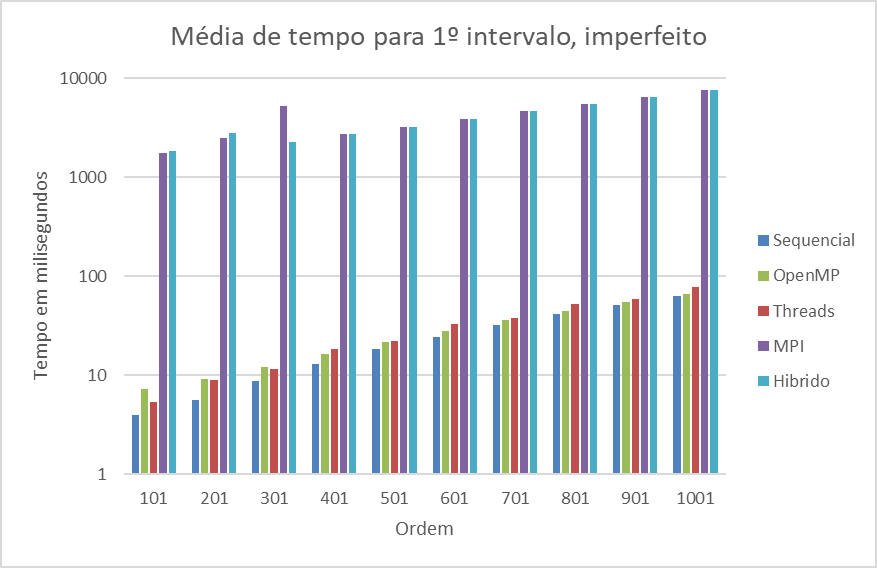 Média de tempo para 1º intervalo, imperfeito
Tempo em milisegundos
10000
1000
100
10
1
101 201 301 401 501 601 701 801 901 1001
Ordem
Sequencial
OpenMP
Threads
MPI
Hibrido